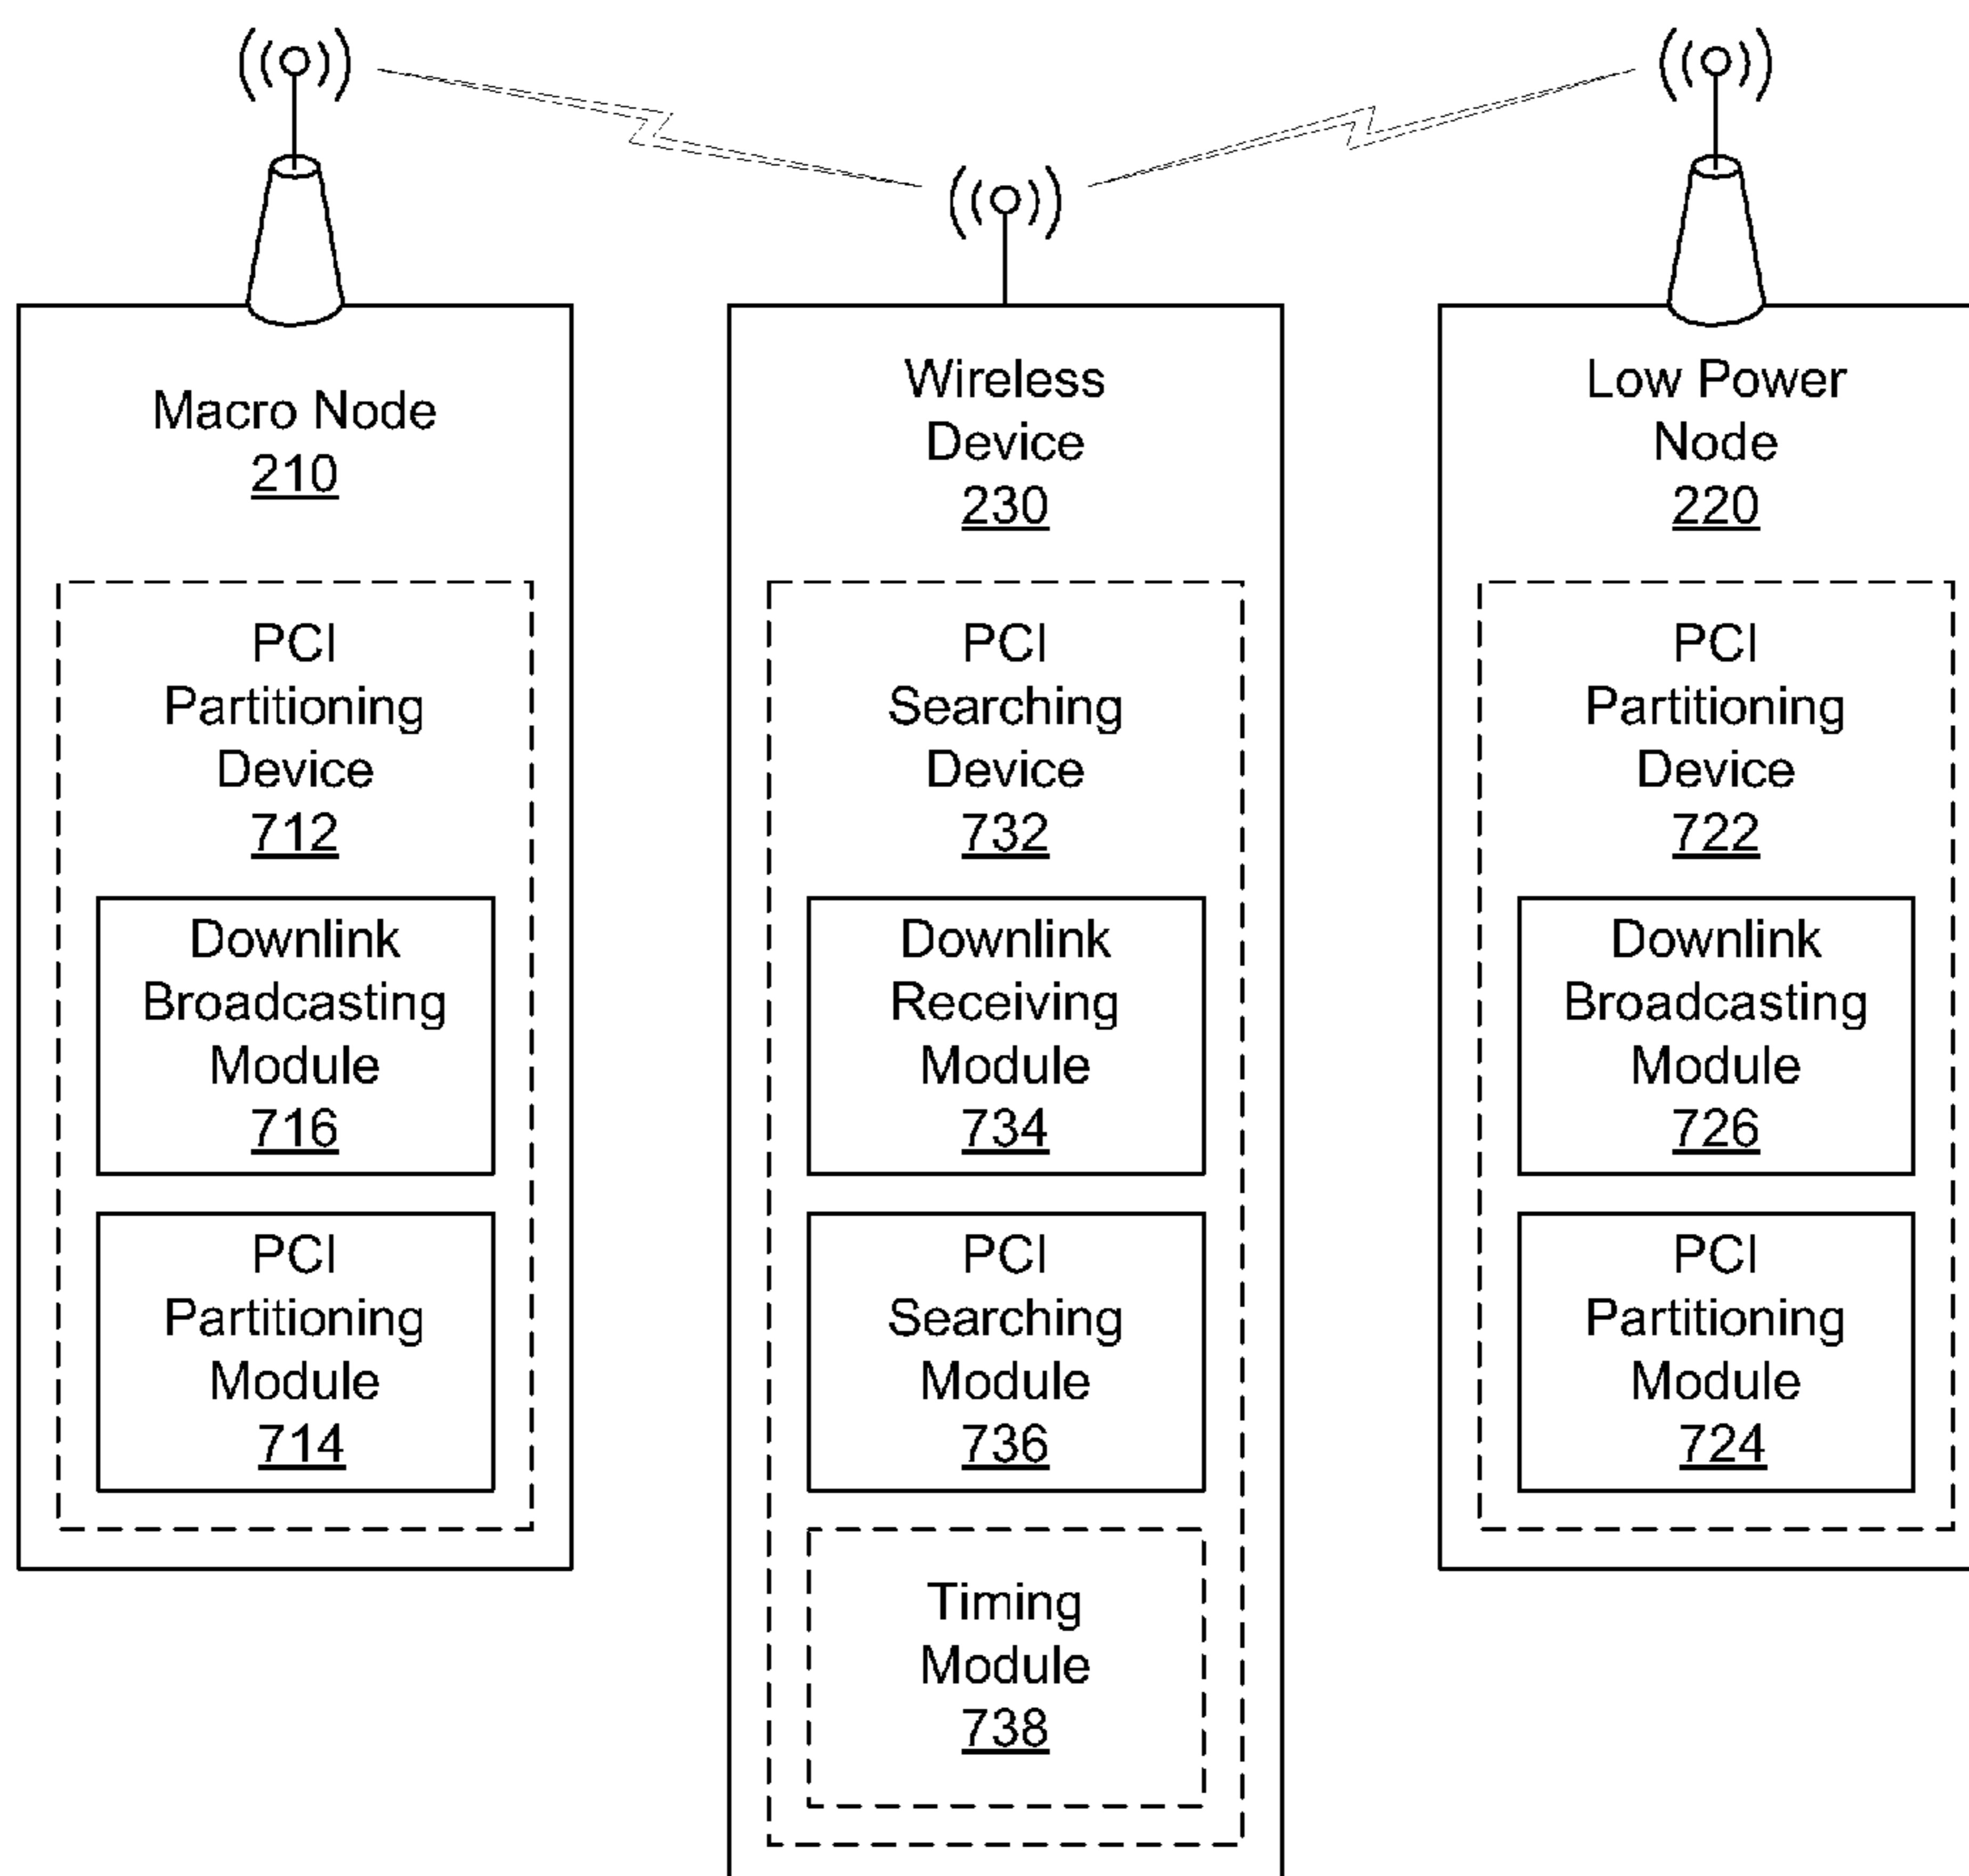 Macro Node
210
PCI
Partitioning
Device
712
Downlink
Broadcasting
Module
716
PCI
Partitioning
Module
714
Wireless
Device
230
PCI
Searching
Device
732
Downlink
Receiving
Module
734
PCI
Searching
Module
736
Timing
Module
738
Low Power
Node
220
PCI
Partitioning
Device
722
Downlink
Broadcasting
Module
726
PCI
Partitioning
Module
724